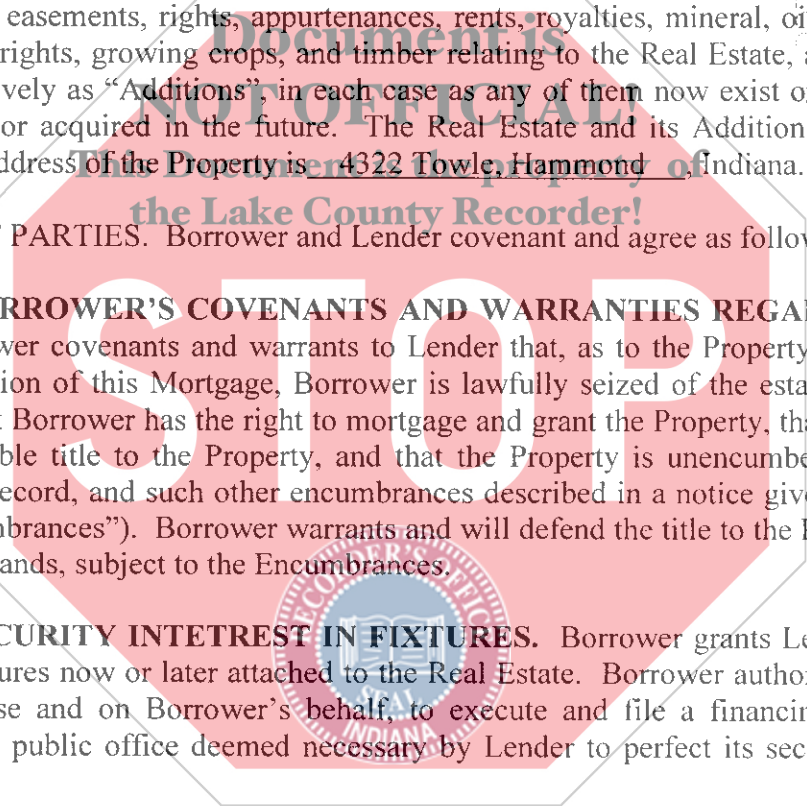 easements, rights, appurtenances, rents, royalties, mineral, oi
Document is
rights, growing crops, and timber relating to the Real Estate, a
vely as “Additions”, in each case as any of them now exist o
NOT OFFICIAL!
or acquired in the future. The Real Estate and its Addition
ddress of the Property is 4322 Towle, Hammond , Indiana.
This Document is the property of
the Lake County Recorder!
PARTIES. Borrower and Lender covenant and agree as follow
RROWER’S COVENANTS AND WARRANTIES REGA
wer covenants and warrants to Lender that, as to the Property
ion of this Mortgage, Borrower is lawfully seized of the esta
t Borrower has the right to mortgage and grant the Property, tha
ble title to the Property, and that the Property is unencumbe
ecord, and such other encumbrances described in a notice give
STOP
nbrances”). Borrower warrants and will defend the title to the
ands, subject to the Encumbrances.
CURITY INTETREST IN FIXTURES. Borrower grants Le
ures now or later attached to the Real Estate. Borrower author
se and on Borrower’s behalf, to execute and file a financin
public office deemed necessary by Lender to perfect its sec
RECORDER'S OFFICE
SEAL
INDIANA